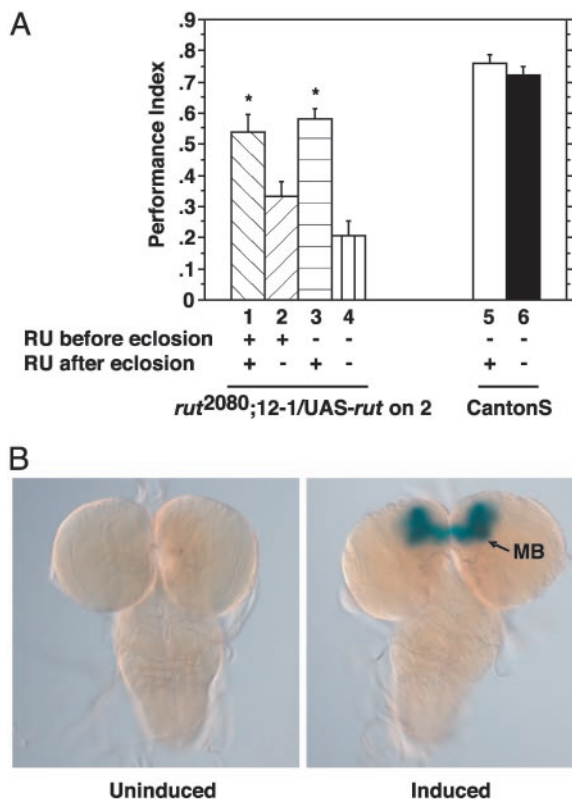 A
Performance Index
.9
.8
.7
.6
.5
.4
.3
.2
.1
0
* *
1 2 3 4 5 6
RU before eclosion + + - - - -
RU after eclosion + - + - + -
rut2080;12-1/UAS-rut on 2 CantonS
B
MB
Uninduced Induced